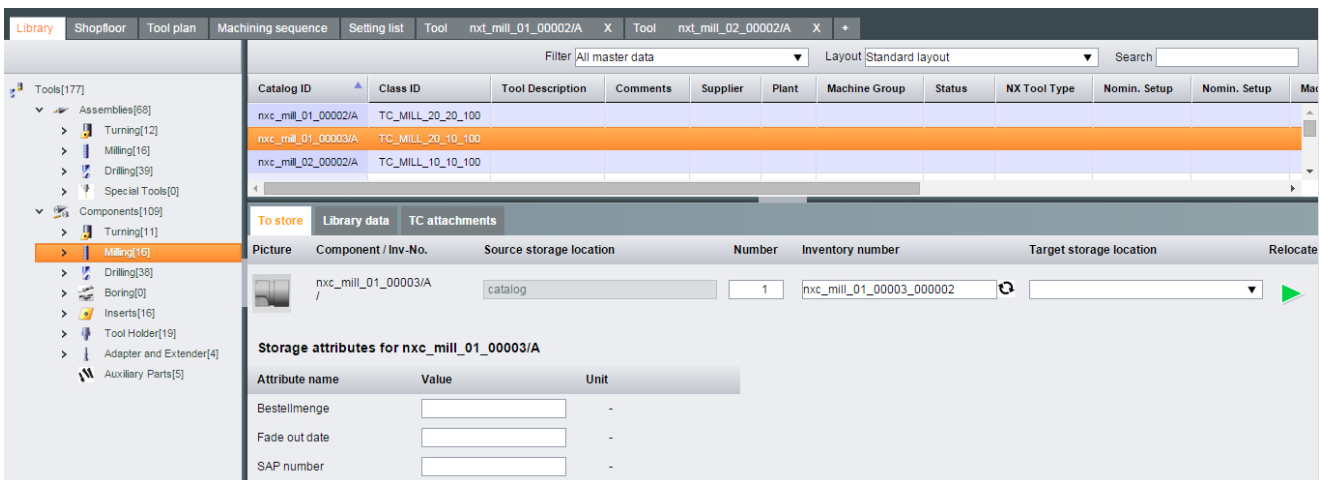 Library Shopfloor Tool plan Machining sequence Setting list Tool nxt_mill_01_00002/A X Tool nxt_mill_02_00002/A X +
Filter All master data Layout Standard layout Search
Tools[177]
Assemblies[68]
Turning[12]
Milling[16]
Drilling[39]
Special Tools[0]
Components[109]
Turning[11]
Milling[16]
Drilling[38]
Boring[0]
Inserts[16]
Tool Holder[19]
Adapter and Extender[4]
Auxiliary Parts[5]
Catalog ID Class ID Tool Description Comments Supplier Plant Machine Group Status NX Tool Type Nomin. Setup Nomin. Setup Mac
nxc_mill_01_00002/A TC_MILL_20_20_100
nxc_mill_01_00003/A TC_MILL_20_10_100
nxc_mill_02_00002/A TC_MILL_10_10_100
To store Library data TC attachments
Picture Component / Inv-No. Source storage location Number Inventory number Target storage location Relocate
nxc_mill_01_00003/A
/
catalog 1 nxc_mill_01_00003_000002
Storage attributes for nxc_mill_01_00003/A
Attribute name Value Unit
Bestellmenge -
Fade out date -
SAP number -